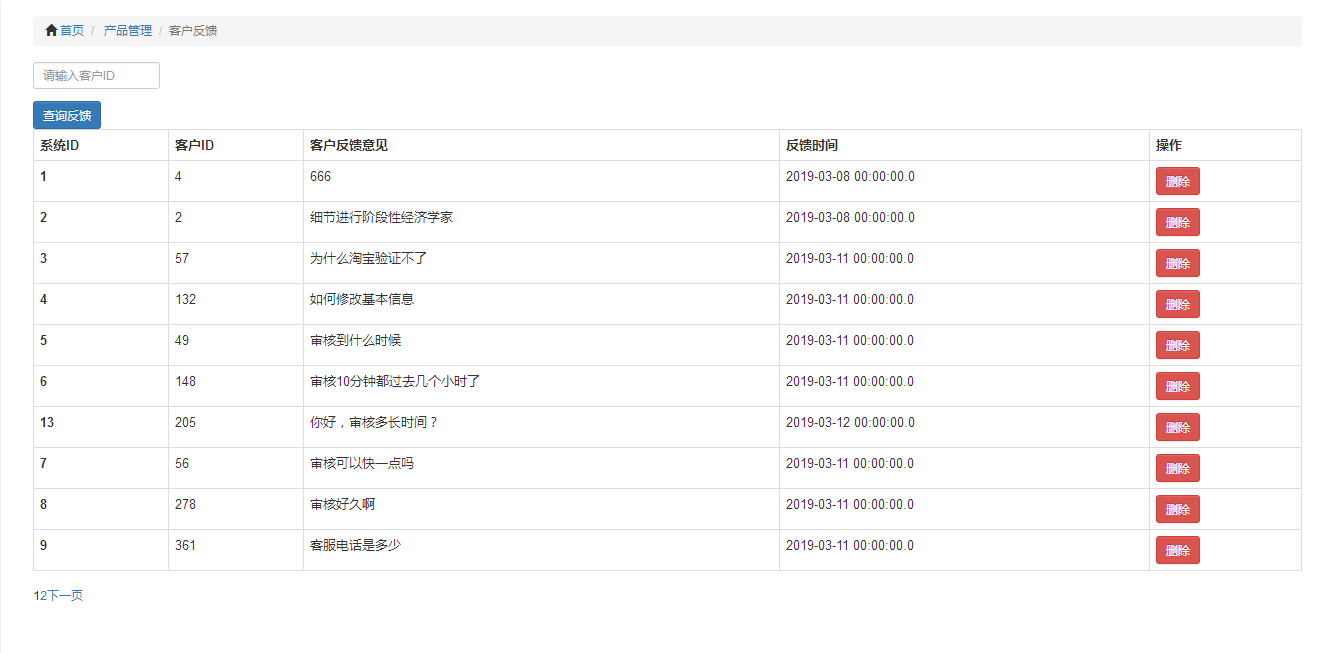 首页 / 产品管理 / 客户反馈
请输入客户ID
查询反馈
系统ID 客户ID 客户反馈意见 反馈时间 操作
1 4 666 2019-03-08 00:00:00.0 删除
2 2 细节进行阶段性经济学家 2019-03-08 00:00:00.0 删除
3 57 为什么淘宝验证不了 2019-03-11 00:00:00.0 删除
4 132 如何修改基本信息 2019-03-11 00:00:00.0 删除
5 49 审核到什么时候 2019-03-11 00:00:00.0 删除
6 148 审核10分钟都过去几个小时了 2019-03-11 00:00:00.0 删除
13 205 你好，审核多长时间？ 2019-03-12 00:00:00.0 删除
7 56 审核可以快一点吗 2019-03-11 00:00:00.0 删除
8 278 审核好久啊 2019-03-11 00:00:00.0 删除
9 361 客服电话是多少 2019-03-11 00:00:00.0 删除
12下一页